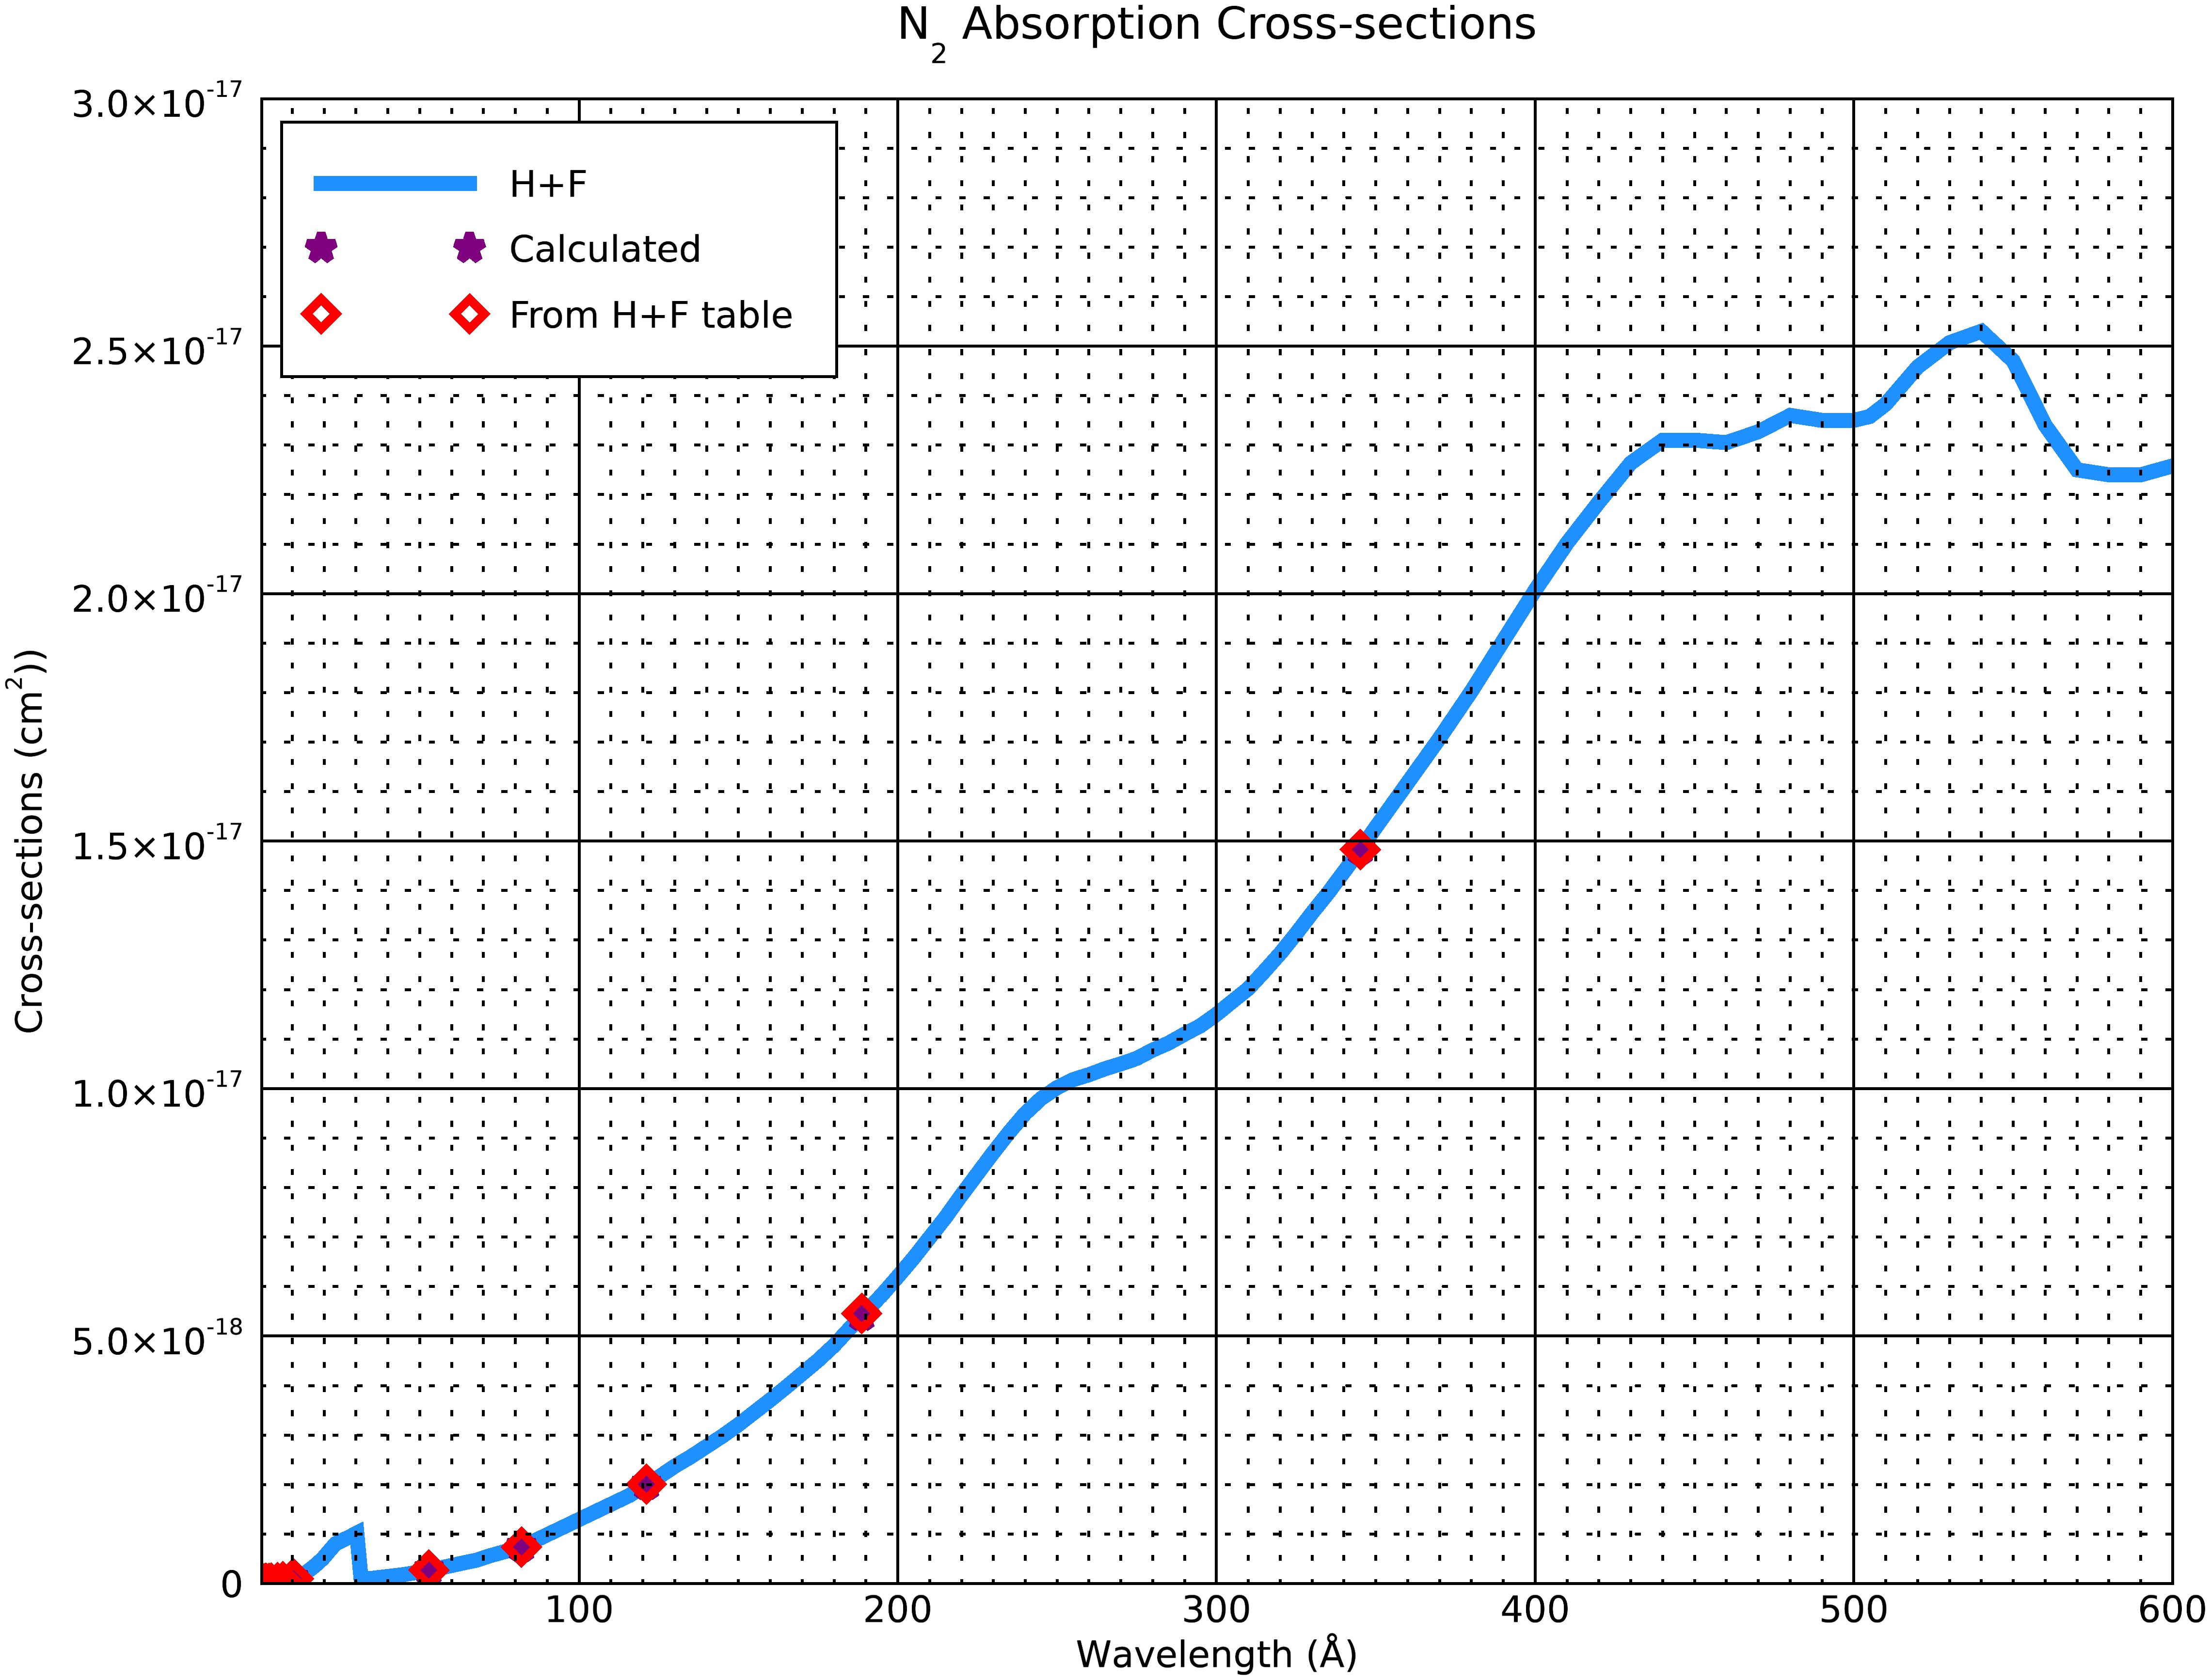 N₂ Absorption Cross-sections
3.0×10⁻¹⁷
2.5×10⁻¹⁷
2.0×10⁻¹⁷
1.5×10⁻¹⁷
1.0×10⁻¹⁷
5.0×10⁻¹⁸
0
Cross-sections (cm²))
H+F
Calculated
From H+F table
100 200 300 400 500 600
Wavelength (Å)